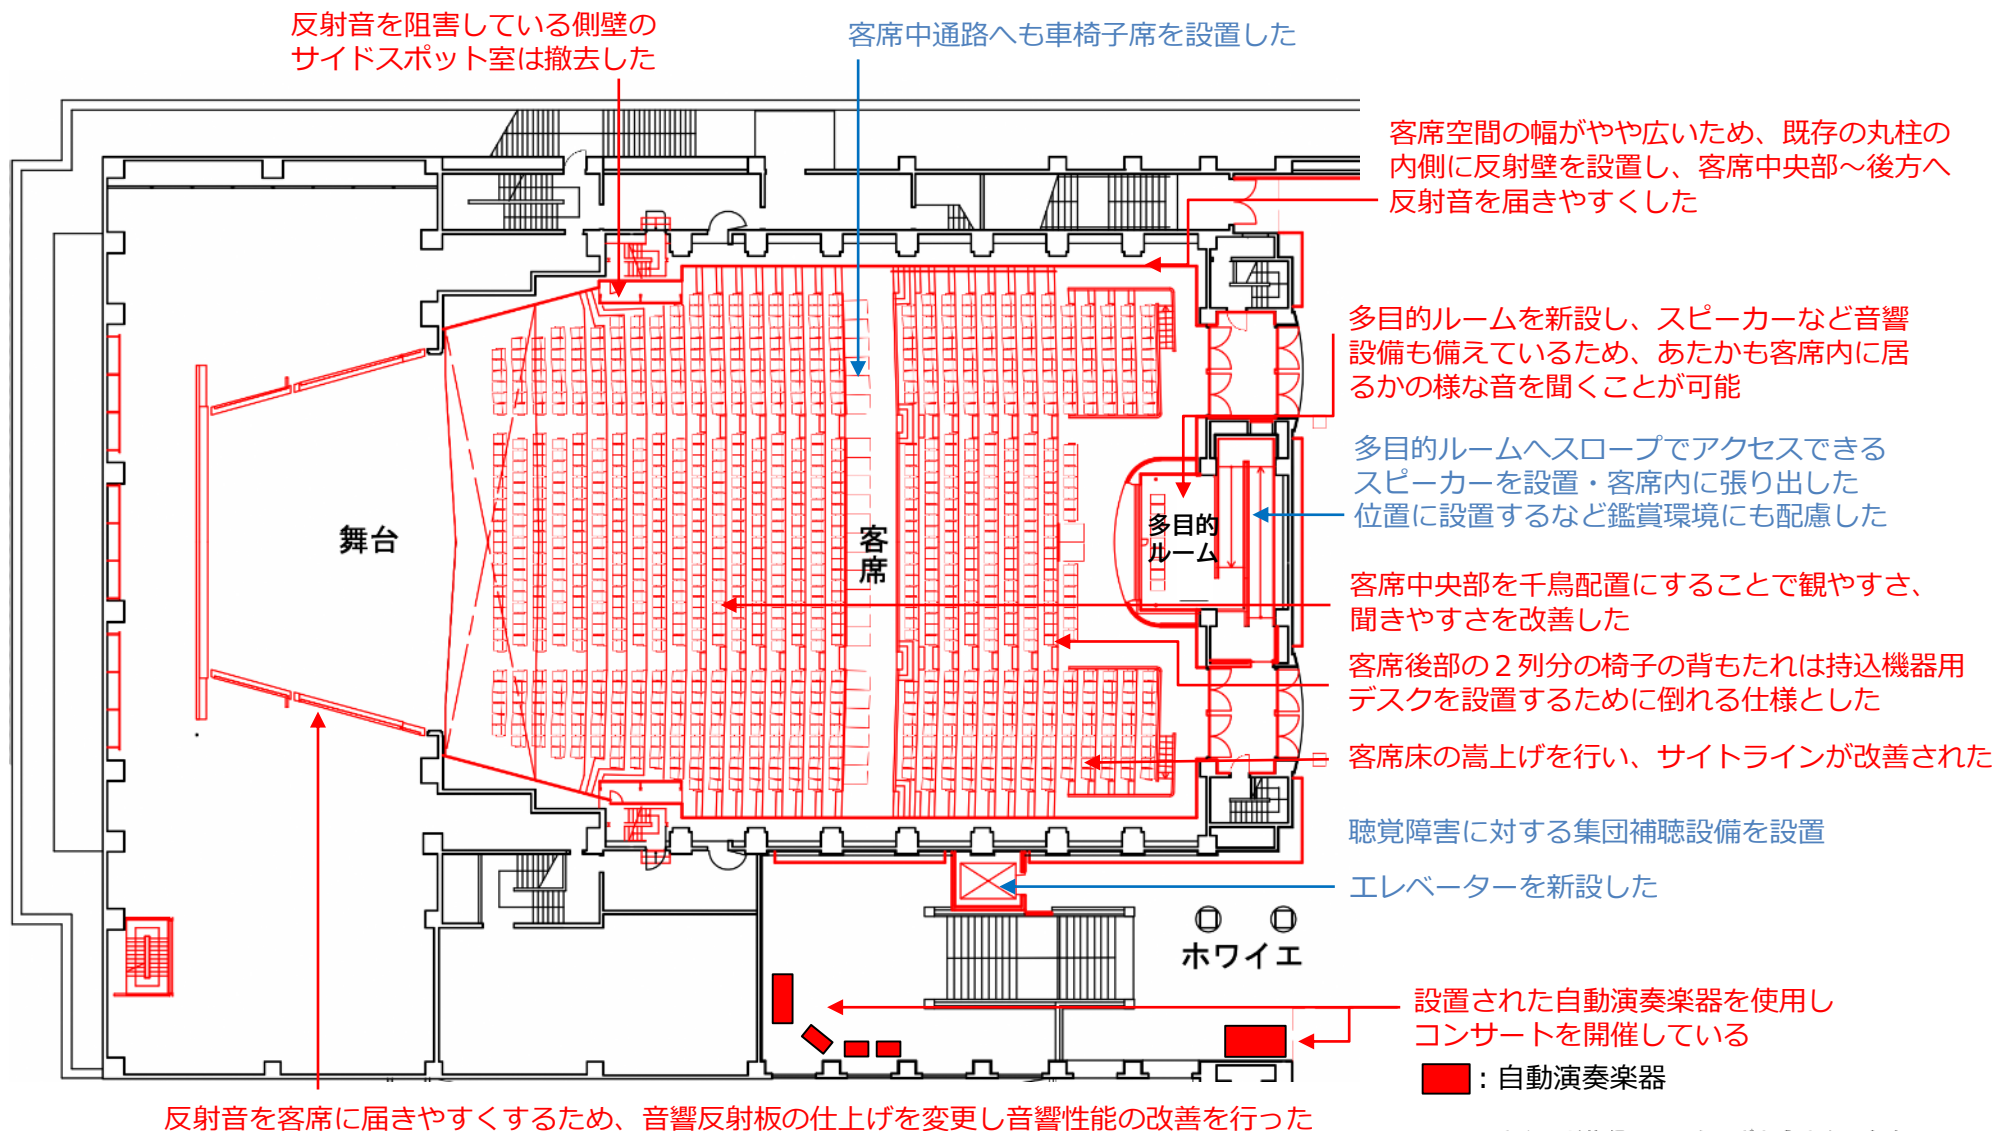 反射音を阻害している側壁の
サイドスポット室は撤去した
客席中通路へも車椅子席を設置した
客席空間の幅がやや広いため、既存の丸柱の
内側に反射壁を設置し、客席中央部～後方へ
反射音を届きやすくした
多目的ルームを新設し、スピーカーなど音響
設備も備えているため、あたかも客席内に居
るかの様な音を聞くことが可能
多目的ルームへスロープでアクセスできる
スピーカーを設置・客席内に張り出した
位置に設置するなど鑑賞環境にも配慮した
舞台
客
席
多目的
ルーム
客席中央部を千鳥配置にすることで観やすさ、
聞きやすさを改善した
客席後部の２列分の椅子の背もたれは持込機器用
デスクを設置するために倒れる仕様とした
客席床の嵩上げを行い、サイトラインが改善された
聴覚障害に対する集団補聴設備を設置
エレベーターを新設した
ホワイエ
設置された自動演奏楽器を使用し
コンサートを開催している
：自動演奏楽器
反射音を客席に届きやすくするため、音響反射板の仕上げを変更し音響性能の改善を行った